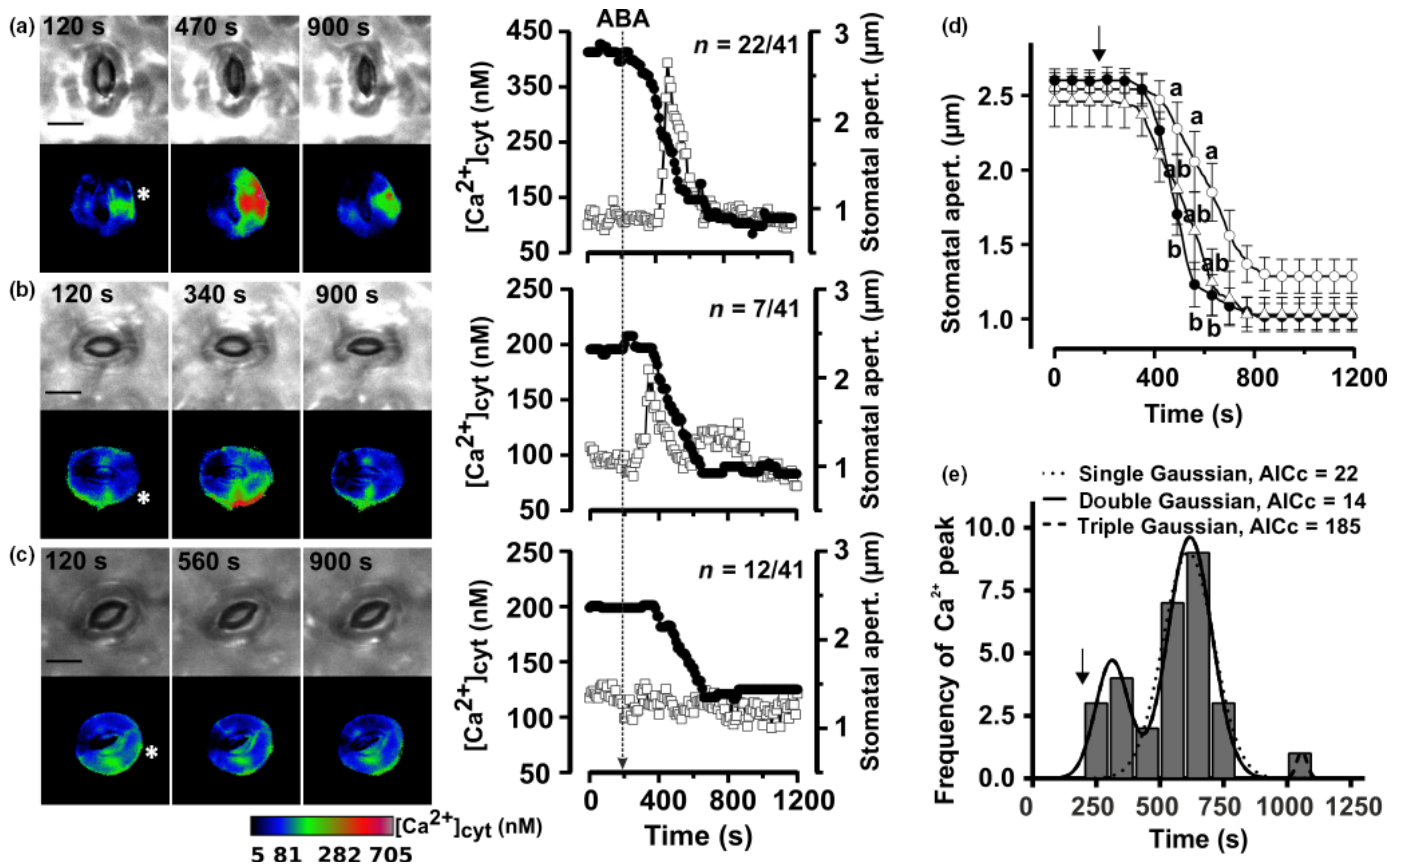 (a)
120 s
470 s
900 s
(b)
120 s
340 s
900 s
(c)
120 s
560 s
900 s
*
*
*
[Ca2+]cyt (nM)
5 81 282 705
ABA
n = 22/41
450
350
250
150
50
[Ca2+]cyt (nM)
3
2
1
Stomatal apert. (µm)
n = 7/41
250
200
150
100
50
[Ca2+]cyt (nM)
3
2
1
Stomatal apert. (µm)
n = 12/41
250
200
150
100
50
[Ca2+]cyt (nM)
3
2
1
Stomatal apert. (µm)
0 400 800 1200
Time (s)
(d)
2.5
2.0
1.5
1.0
Stomatal apert. (µm)
a
a
a
ab
ab
ab
b
b
b
0 400 800 1200
Time (s)
(e)
Single Gaussian, AICc = 22
Double Gaussian, AICc = 14
Triple Gaussian, AICc = 185
10.0
7.5
5.0
2.5
0.0
Frequency of Ca2+ peak
0 250 500 750 1000 1250
Time (s)